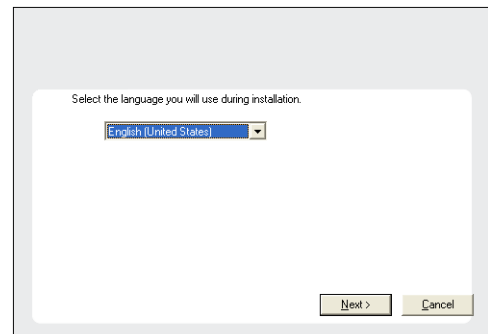 Select the language you will use during installation.
English (United States)
Next >
Cancel